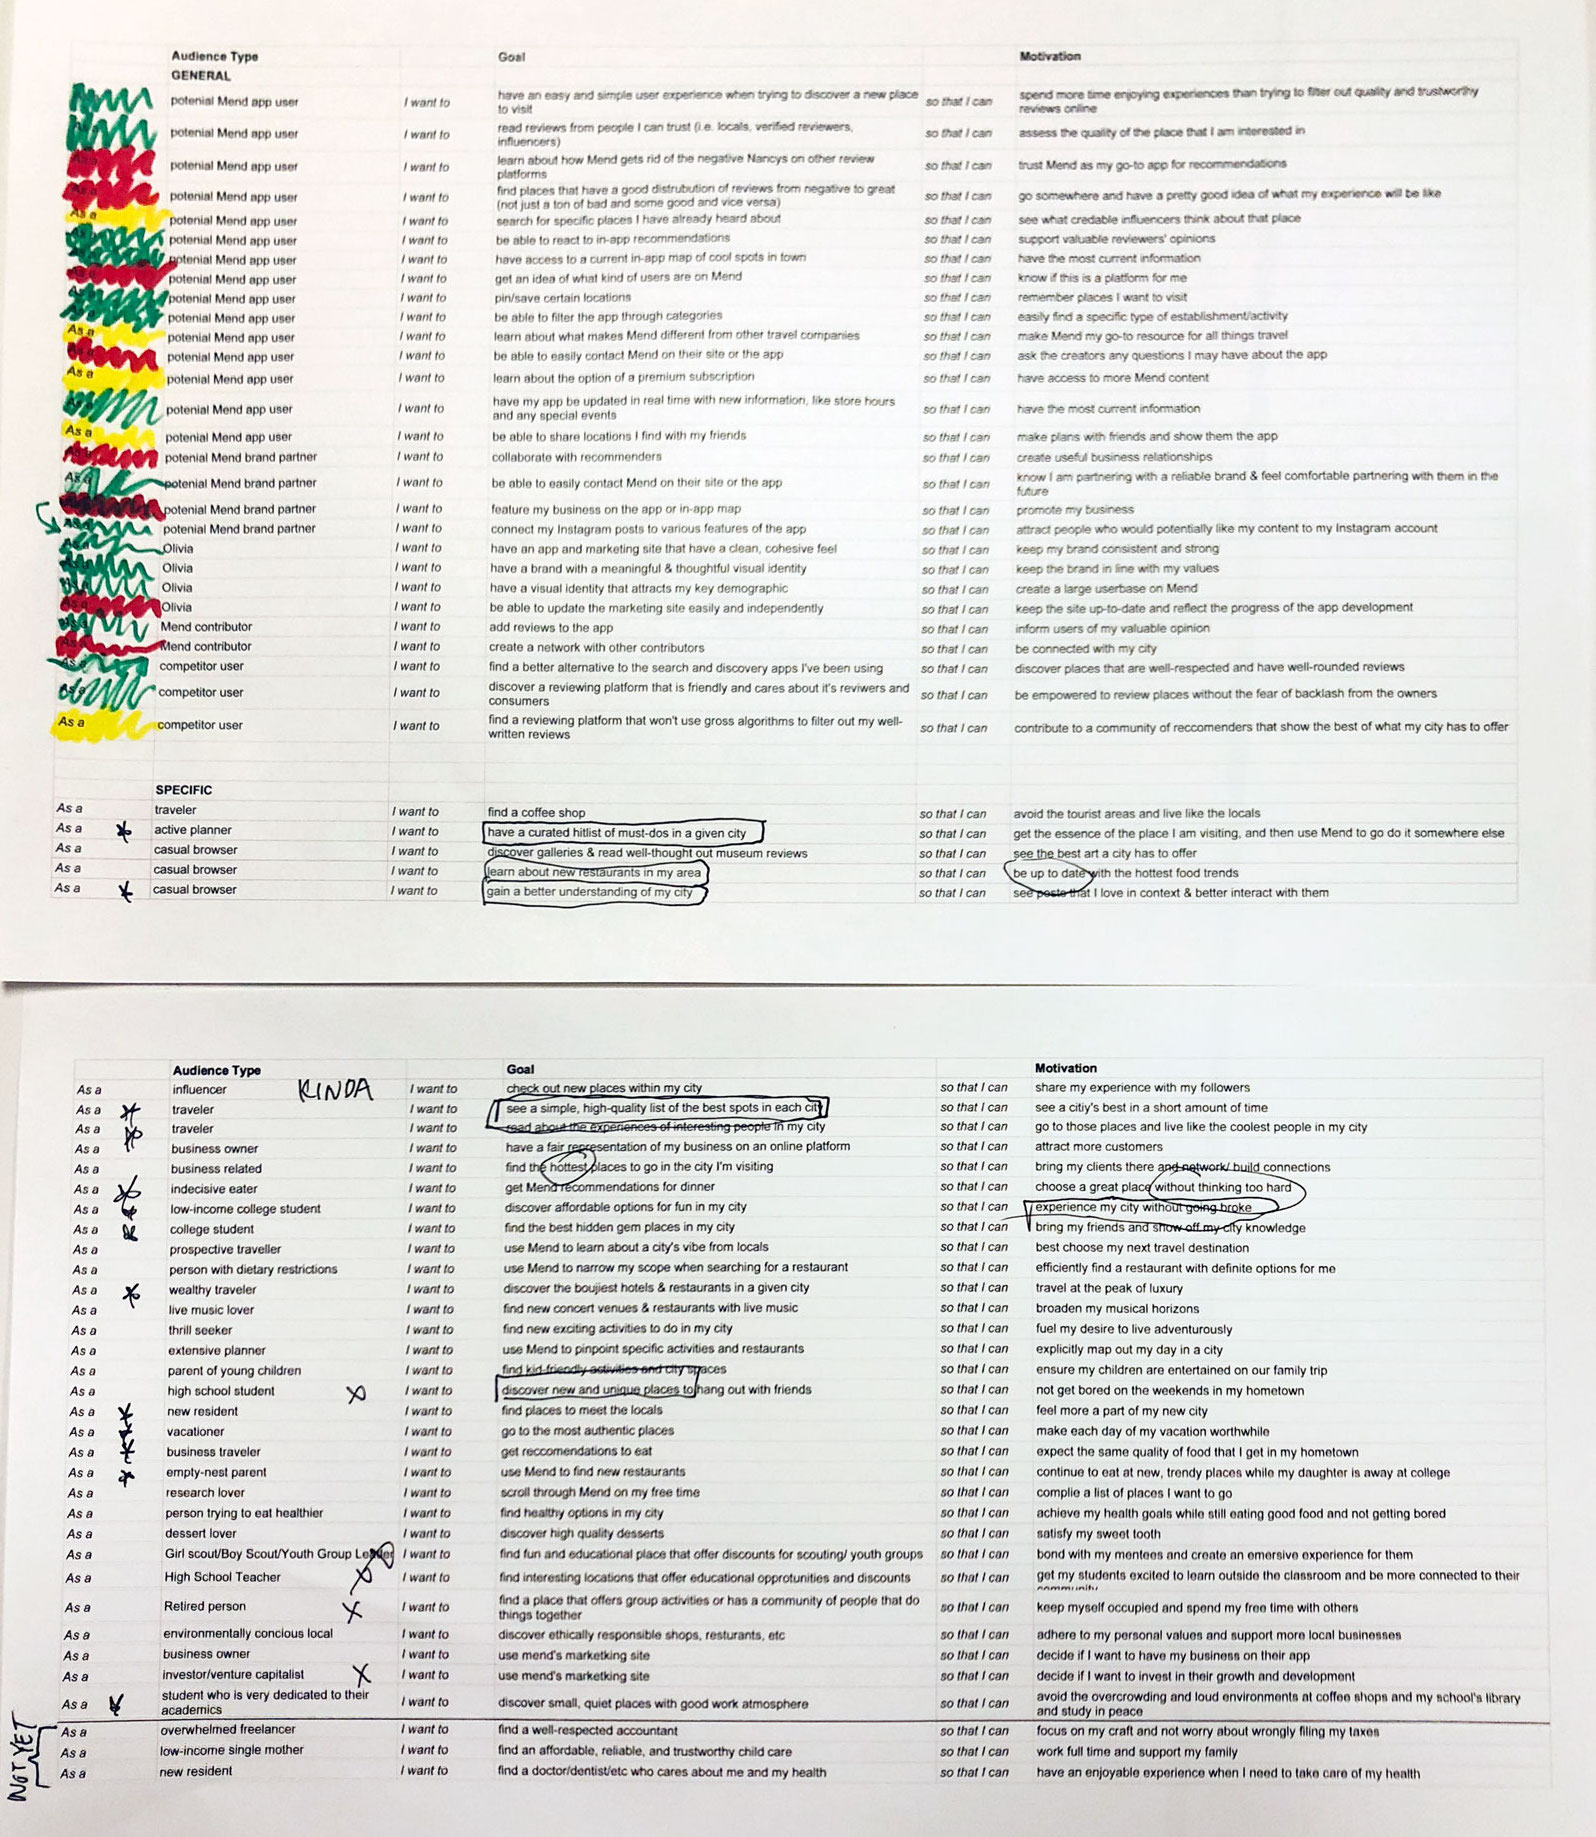 Audience Type Goal Motivation
GENERAL
potenial Mend app user I want to have an easy and simple user experience when trying to discover a new place to visit so that I can spend more time enjoying experiences than trying to filter out quality and trustworthy reviews online
potenial Mend app user I want to read reviews from people I can trust (i.e. locals, verified reviewers, influencers) so that I can assess the quality of the place that I am interested in
potenial Mend app user I want to learn about how Mend gets rid of the negative Nancys on other review platforms so that I can trust Mend as my go-to app for recommendations
As a potenial Mend app user I want to find places that have a good distrubution of reviews from negative to great (not just a ton of bad and some good and vice versa) so that I can go somewhere and have a pretty good idea of what my experience will be like
As a potenial Mend app user I want to search for specific places I have already heard about so that I can see what credable influencers think about that place
potenial Mend app user I want to be able to react to in-app recommendations so that I can support valuable reviewers' opinions
potenial Mend app user I want to have access to a current in-app map of cool spots in town so that I can have the most current information
potenial Mend app user I want to get an idea of what kind of users are on Mend so that I can know if this is a platform for me
potenial Mend app user I want to pin/save certain locations so that I can remember places I want to visit
potenial Mend app user I want to be able to filter the app through categories so that I can easily find a specific type of establishment/activity
As a potenial Mend app user I want to learn about what makes Mend different from other travel companies so that I can make Mend my go-to resource for all things travel
potenial Mend app user I want to be able to easily contact Mend on their site or the app so that I can ask the creators any questions I may have about the app
As a potenial Mend app user I want to learn about the option of a premium subscription so that I can have access to more Mend content
potenial Mend app user I want to have my app be updated in real time with new information, like store hours and any special events so that I can have the most current information
As a potenial Mend app user I want to be able to share locations I find with my friends so that I can make plans with friends and show them the app
potenial Mend brand partner I want to collaborate with recommenders so that I can create useful business relationships
As a potenial Mend brand partner I want to be able to easily contact Mend on their site or the app so that I can know I am partnering with a reliable brand & feel comfortable partnering with them in the future
potenial Mend brand partner I want to feature my business on the app or in-app map so that I can promote my business
As a potenial Mend brand partner I want to connect my Instagram posts to various features of the app so that I can attract people who would potentially like my content to my Instagram account
Olivia I want to have an app and marketing site that have a clean, cohesive feel so that I can keep my brand consistent and strong
Olivia I want to have a brand with a meaningful & thoughtful visual identity so that I can keep the brand in line with my values
Olivia I want to have a visual identity that attracts my key demographic so that I can create a large userbase on Mend
As a Olivia I want to be able to update the marketing site easily and independently so that I can keep the site up-to-date and reflect the progress of the app development
As a Mend contributor I want to add reviews to the app so that I can inform users of my valuable opinion
As a Mend contributor I want to create a network with other contributors so that I can be connected with my city
As a competitor user I want to find a better alternative to the search and discovery apps I've been using so that I can discover places that are well-respected and have well-rounded reviews
As a competitor user I want to discover a reviewing platform that is friendly and cares about it's reviwers and consumers so that I can be empowered to review places without the fear of backlash from the owners
As a competitor user I want to find a reviewing platform that won't use gross algorithms to filter out my well-written reviews so that I can contribute to a community of reccomenders that show the best of what my city has to offer
SPECIFIC
As a traveler I want to find a coffee shop so that I can avoid the tourist areas and live like the locals
As a active planner I want to have a curated hitlist of must-dos in a given city so that I can get the essence of the place I am visiting, and then use Mend to go do it somewhere else
As a casual browser I want to discover galleries & read well-thought out museum reviews so that I can see the best art a city has to offer
As a casual browser I want to learn about new restaurants in my area so that I can be up to date with the hottest food trends
As a casual browser I want to gain a better understanding of my city so that I can see posts that I love in context & better interact with them
Audience Type Goal Motivation
As a influencer KINDA I want to check out new places within my city so that I can share my experience with my followers
As a traveler I want to see a simple, high-quality list of the best spots in each city so that I can see a citiy's best in a short amount of time
As a traveler I want to read about the experiences of interesting people in my city so that I can go to those places and live like the coolest people in my city
As a business owner I want to have a fair representation of my business on an online platform so that I can attract more customers
As a business related I want to find the hottest places to go in the city I'm visiting so that I can bring my clients there and network/ build connections
As a indecisive eater I want to get Mend recommendations for dinner so that I can choose a great place without thinking too hard
As a low-income college student I want to discover affordable options for fun in my city so that I can experience my city without going broke
As a college student I want to find the best hidden gem places in my city so that I can bring my friends and show off my city knowledge
As a prospective traveller I want to use Mend to learn about a city's vibe from locals so that I can best choose my next travel destination
As a person with dietary restrictions I want to use Mend to narrow my scope when searching for a restaurant so that I can efficiently find a restaurant with definite options for me
As a wealthy traveler I want to discover the boujiest hotels & restaurants in a given city so that I can travel at the peak of luxury
As a live music lover I want to find new concert venues & restaurants with live music so that I can broaden my musical horizons
As a thrill seeker I want to find new exciting activities to do in my city so that I can fuel my desire to live adventurously
As a extensive planner I want to use Mend to pinpoint specific activities and restaurants so that I can explicitly map out my day in a city
As a parent of young children I want to find kid-friendly activities and city spaces so that I can ensure my children are entertained on our family trip
As a high school student X I want to discover new and unique places to hang out with friends so that I can not get bored on the weekends in my hometown
As a new resident I want to find places to meet the locals so that I can feel more a part of my new city
As a vacationer I want to go to the most authentic places so that I can make each day of my vacation worthwhile
As a business traveler I want to get reccomendations to eat so that I can expect the same quality of food that I get in my hometown
As a empty-nest parent I want to use Mend to find new restaurants so that I can continue to eat at new, trendy places while my daughter is away at college
As a research lover I want to scroll through Mend on my free time so that I can complie a list of places I want to go
As a person trying to eat healthier I want to find healthy options in my city so that I can achieve my health goals while still eating good food and not getting bored
As a dessert lover I want to discover high quality desserts so that I can satisfy my sweet tooth
As a Girl scout/Boy Scout/Youth Group Leader I want to find fun and educational place that offer discounts for scouting/ youth groups so that I can bond with my mentees and create an emersive experience for them
As a High School Teacher X I want to find interesting locations that offer educational opprotunities and discounts so that I can get my students excited to learn outside the classroom and be more connected to their community
As a Retired person X I want to find a place that offers group activities or has a community of people that do things together so that I can keep myself occupied and spend my free time with others
As a environmentally concious local I want to discover ethically responsible shops, resturants, etc so that I can adhere to my personal values and support more local businesses
As a business owner I want to use mend's marketking site so that I can decide if I want to have my business on their app
As a investor/venture capitalist X I want to use mend's marketking site so that I can decide if I want to invest in their growth and development
As a student who is very dedicated to their academics I want to discover small, quiet places with good work atmosphere so that I can avoid the overcrowding and loud environments at coffee shops and my school's library and study in peace
NOT YET
As a overwhelmed freelancer I want to find a well-respected accountant so that I can focus on my craft and not worry about wrongly filing my taxes
As a low-income single mother I want to find an affordable, reliable, and trustworthy child care so that I can work full time and support my family
As a new resident I want to find a doctor/dentist/etc who cares about me and my health so that I can have an enjoyable experience when I need to take care of my health